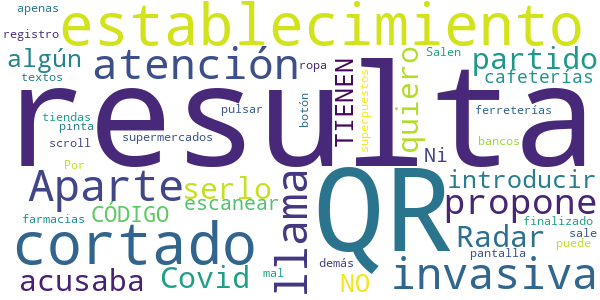 apenas
establecimiento
registro
algún
atención
ropa
TIENEN
quiero
Salen
partido
textos
cafeterías
resulta
superpuestos
botón
pulsar
tiendas
pinta
ferreterías
scroll
supermercados
bancos
Por
Ni
Aparte
serlo
llama
QR
introducir
CÓDIGO
escanear
propone
farmacias
finalizado
cortado
Radar
sale
puede
pantalla
demás
acusaba
Covid
mal
NO
invasiva